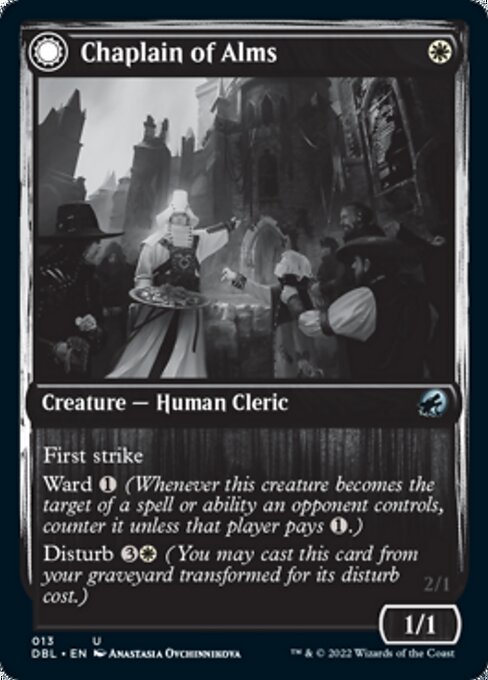 Chaplain of Alms
Creature — Human Cleric
First strike
Ward 1 (Whenever this creature becomes the
target of a spell or ability an opponent controls,
counter it unless that player pays 1.)
Disturb 3 (You may cast this card from
your graveyard transformed for its disturb
cost.)
2/1
1/1
013 U
DBL • EN Anastasia Ovchinnikova
™ & © 2022 Wizards of the Coast